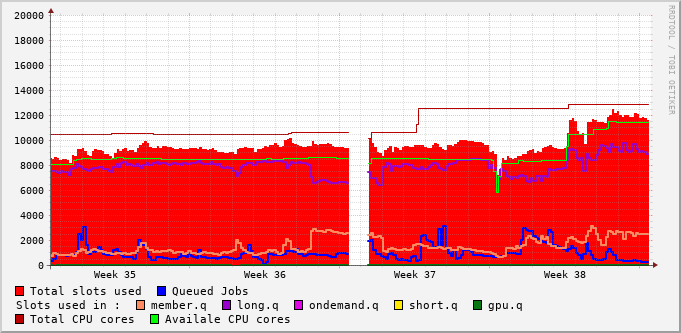 20000
18000
16000
14000
12000
10000
8000
6000
4000
2000
0
Week 35 Week 36 Week 37 Week 38
RRDTOOL / TOBI OETIKER
Total slots used Queued Jobs
Slots used in : member.q long.q ondemand.q short.q gpu.q
Total CPU cores Availale CPU cores